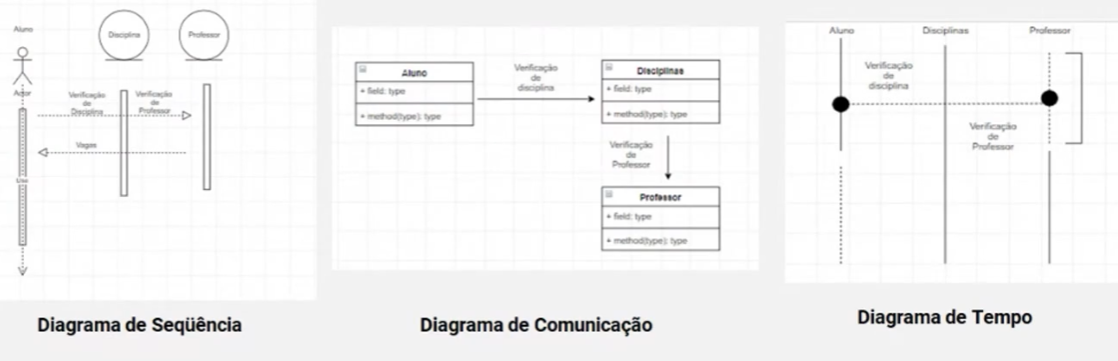 Aluno
Disciplina
Professor
Actor
Verificação
de
Disciplina
Verificação
de
Professor
Vagas
Use
Diagrama de Seqüência
Aluno
+ field: type
+ method(type): type
Verificação
de
disciplina
Disciplinas
+ field: type
+ method(type): type
Verificação
de
Professor
Professor
+ field: type
+ method(type): type
Diagrama de Comunicação
Aluno
Disciplinas
Professor
Verificação
de
disciplina
Verificação
de
Professor
Diagrama de Tempo